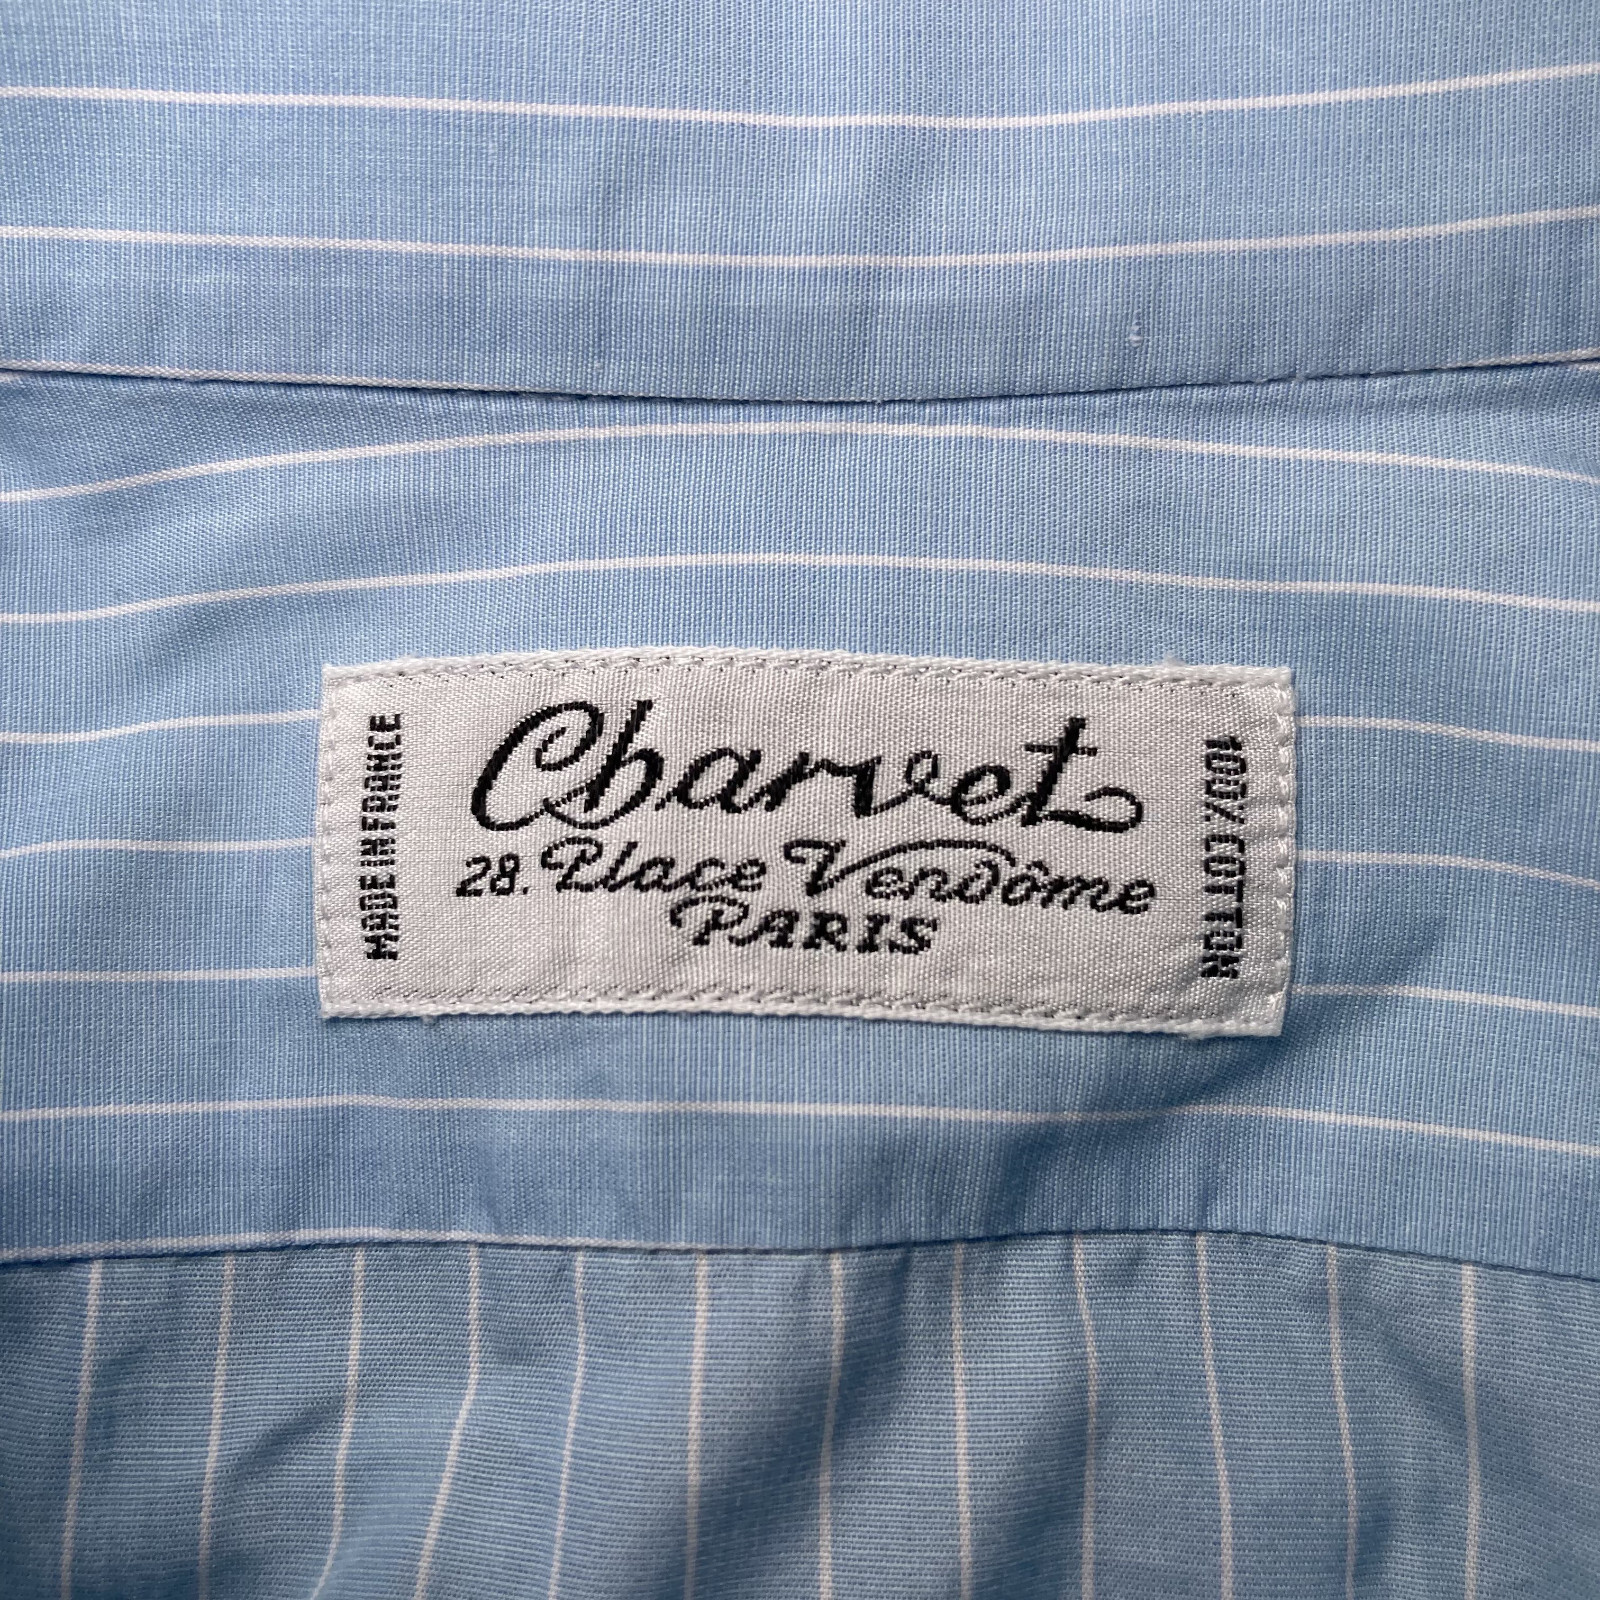 MADE IN FRANCE
Charvet
28. Place Vendôme
PARIS
100% COTTON